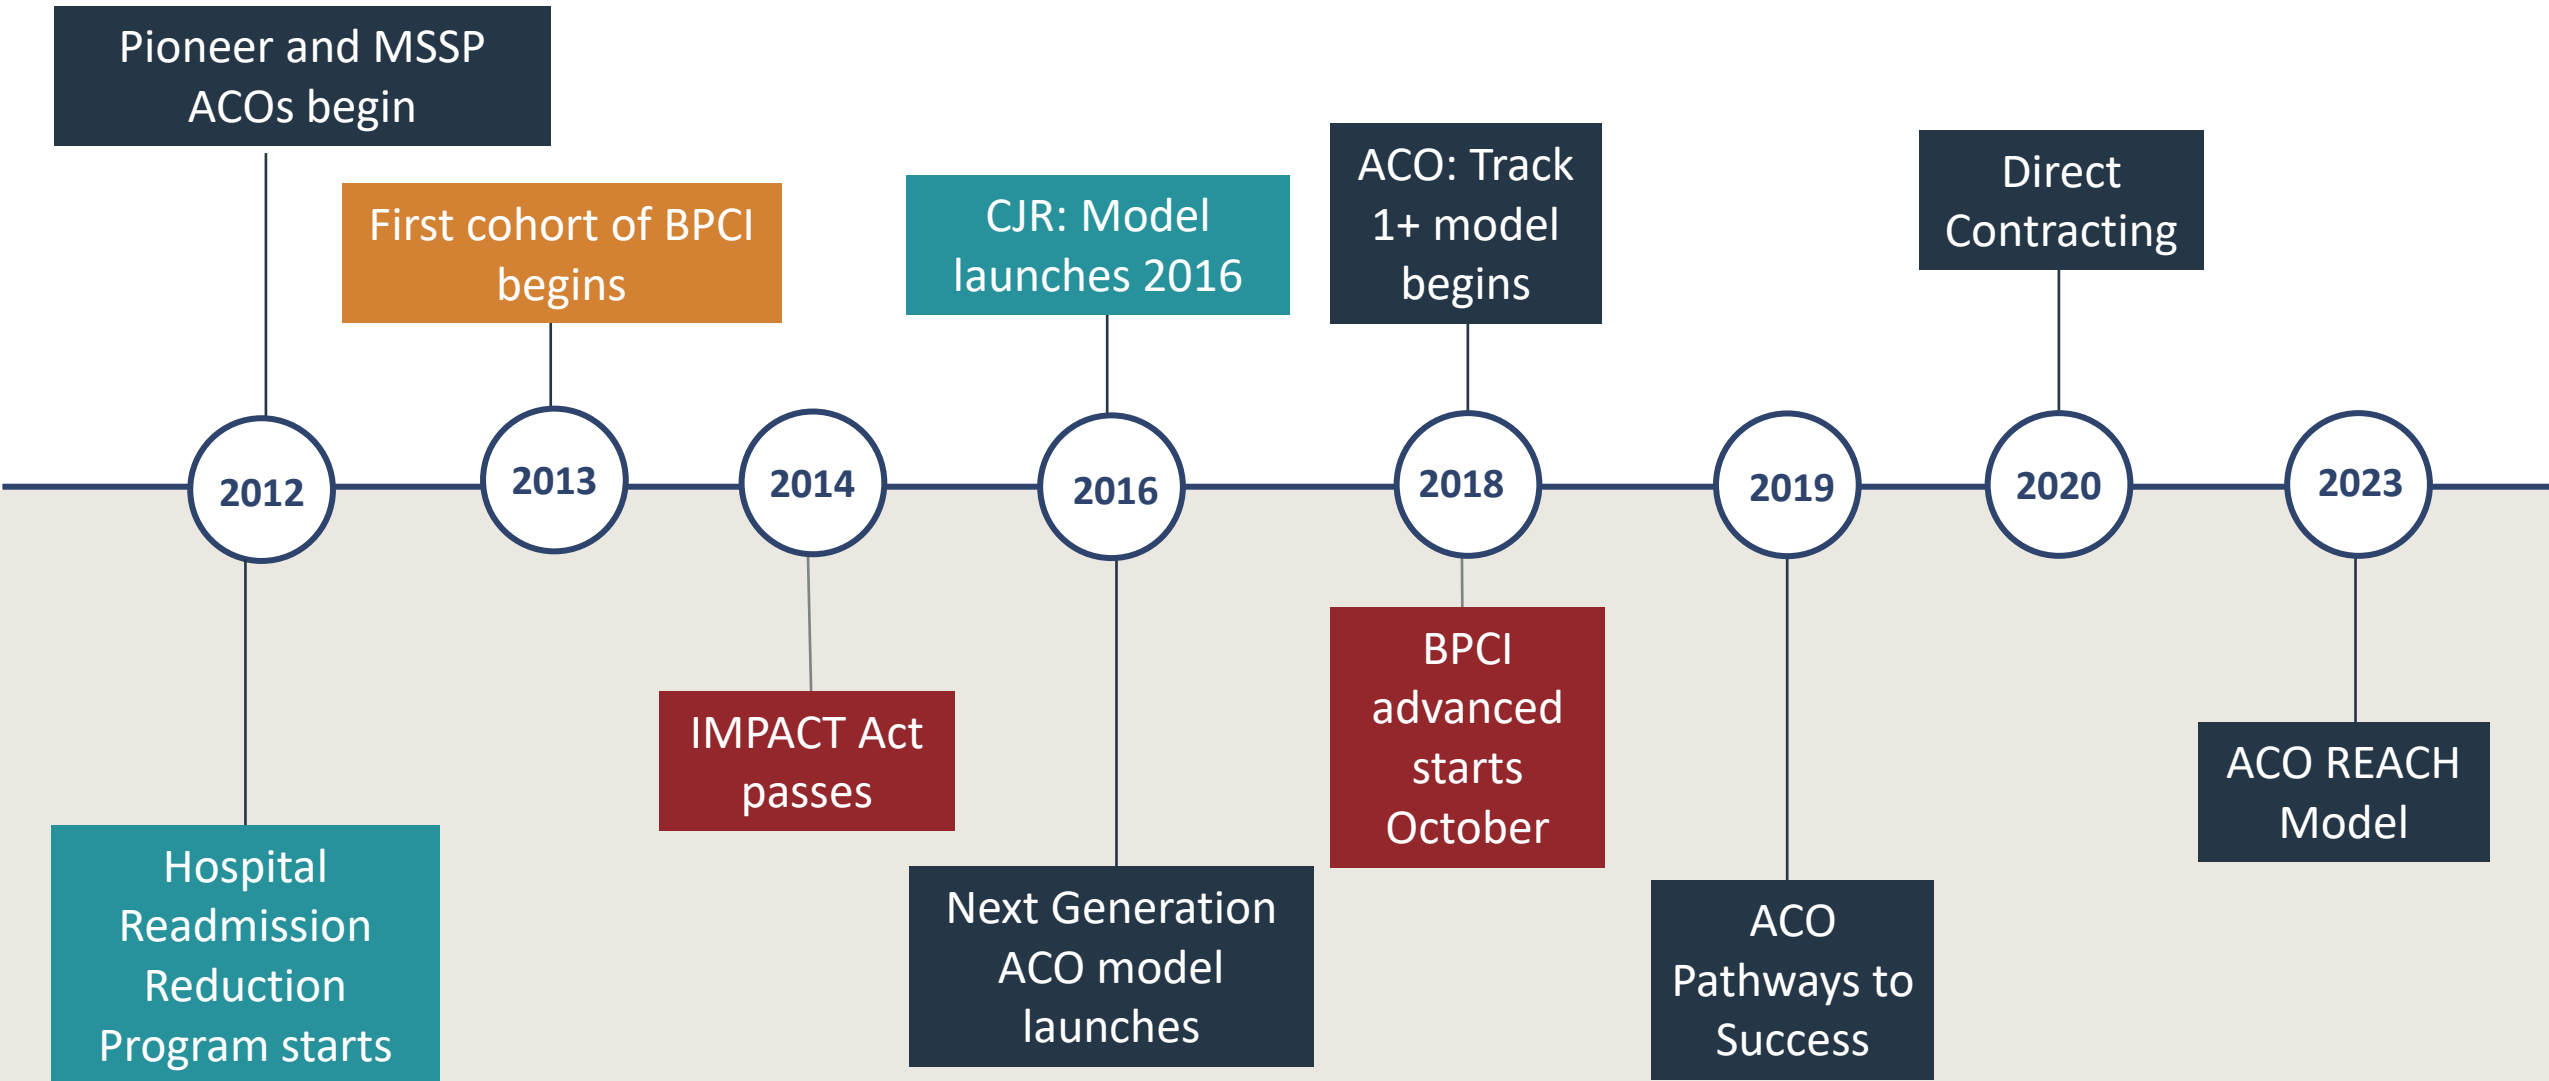 Pioneer and MSSP
ACOs begin
First cohort of BPCI
begins
CJR: Model
launches 2016
ACO: Track
1+ model
begins
Direct
Contracting
2012
2013
2014
2016
2018
2019
2020
2023
Hospital
Readmission
Reduction
Program starts
IMPACT Act
passes
Next Generation
ACO model
launches
BPCI
advanced
starts
October
ACO
Pathways to
Success
ACO REACH
Model